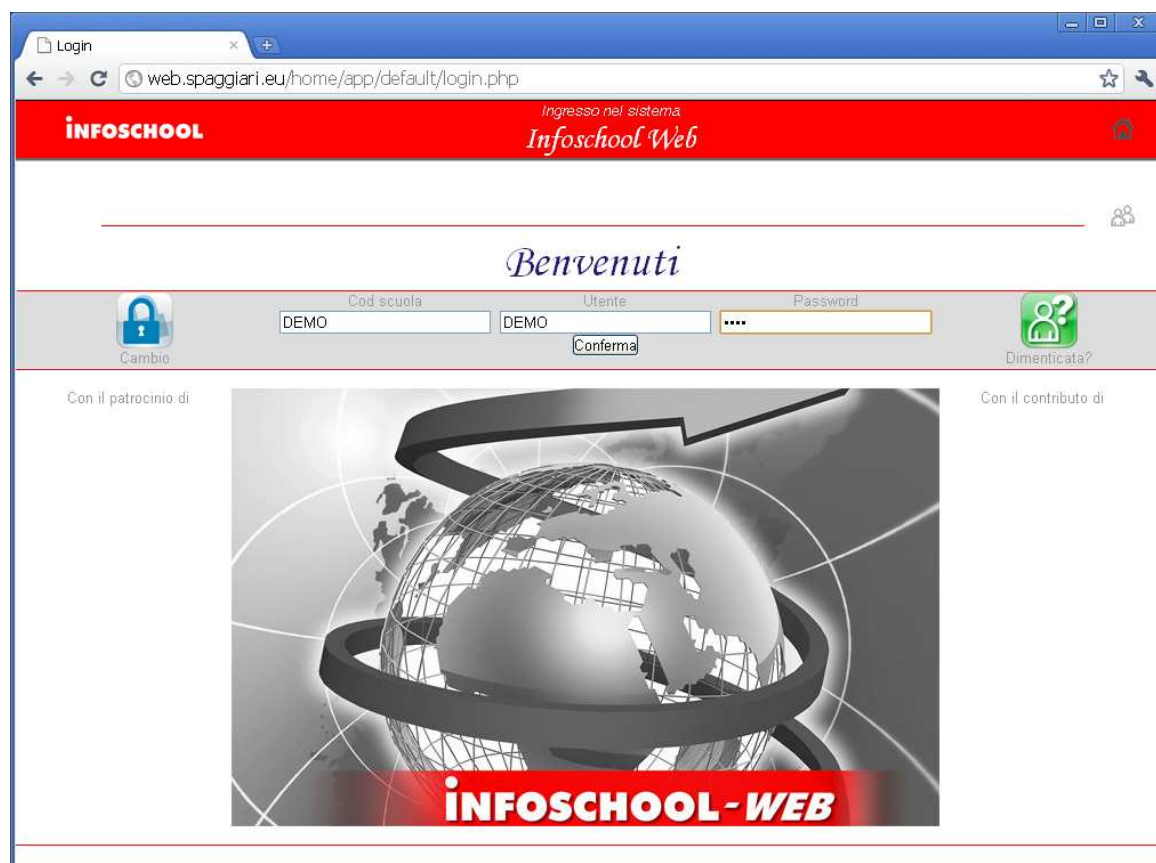 Login
web.spaggiari.eu/home/app/default/login.php
INFOSCHOOL
Ingresso nel sistema
Infoschool Web
Benvenuti
Cod scuola Utente Password
DEMO DEMO ••••
Conferma
Cambio Dimenticata?
Con il patrocinio di Con il contributo di
INFOSCHOOL-WEB